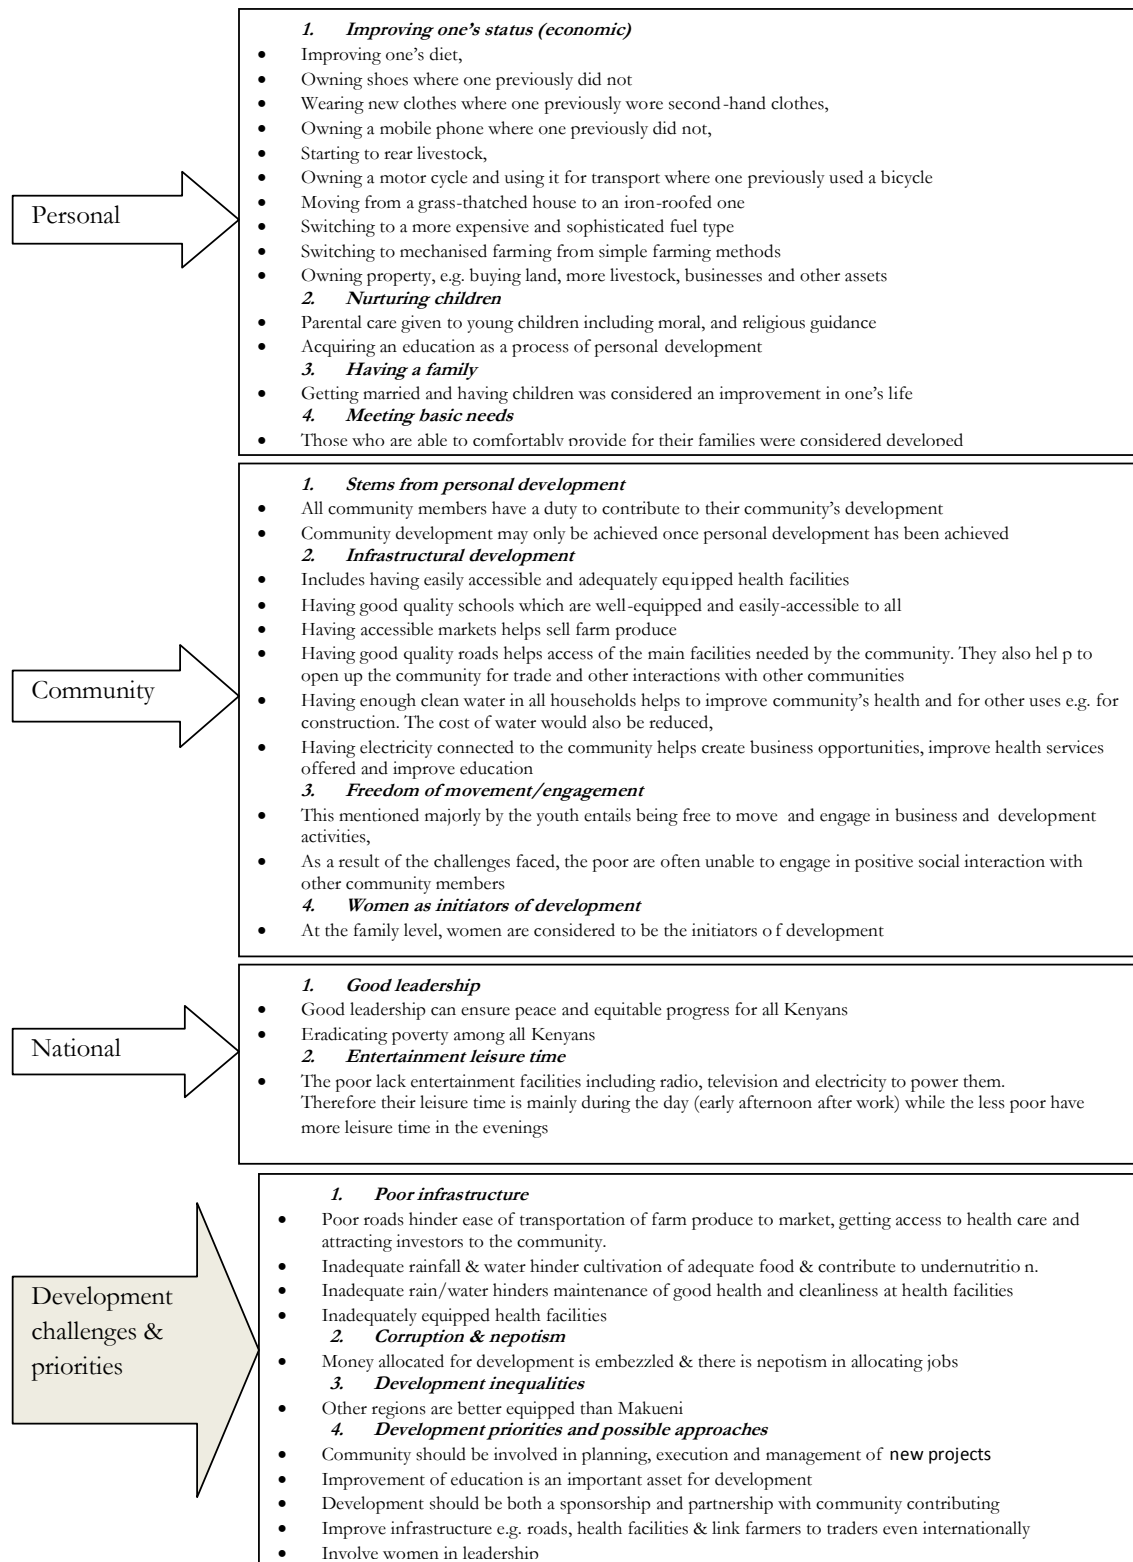 Personal
1. Improving one's status (economic)
• Improving one's diet,
• Owning shoes where one previously did not
• Wearing new clothes where one previously wore second-hand clothes,
• Owning a mobile phone where one previously did not,
• Starting to rear livestock,
• Owning a motor cycle and using it for transport where one previously used a bicycle
• Moving from a grass-thatched house to an iron-roofed one
• Switching to a more expensive and sophisticated fuel type
• Switching to mechanised farming from simple farming methods
• Owning property, e.g. buying land, more livestock, businesses and other assets
2. Nurturing children
• Parental care given to young children including moral, and religious guidance
• Acquiring an education as a process of personal development
3. Having a family
• Getting married and having children was considered an improvement in one's life
4. Meeting basic needs
• Those who are able to comfortably provide for their families were considered developed
Community
1. Stems from personal development
• All community members have a duty to contribute to their community's development
• Community development may only be achieved once personal development has been achieved
2. Infrastructural development
• Includes having easily accessible and adequately equipped health facilities
• Having good quality schools which are well-equipped and easily-accessible to all
• Having accessible markets helps sell farm produce
• Having good quality roads helps access of the main facilities needed by the community. They also hel p to
open up the community for trade and other interactions with other communities
• Having enough clean water in all households helps to improve community's health and for other uses e.g. for
construction. The cost of water would also be reduced,
• Having electricity connected to the community helps create business opportunities, improve health services
offered and improve education
3. Freedom of movement/engagement
• This mentioned majorly by the youth entails being free to move and engage in business and development
activities,
• As a result of the challenges faced, the poor are often unable to engage in positive social interaction with
other community members
4. Women as initiators of development
• At the family level, women are considered to be the initiators of development
National
1. Good leadership
• Good leadership can ensure peace and equitable progress for all Kenyans
• Eradicating poverty among all Kenyans
2. Entertainment leisure time
• The poor lack entertainment facilities including radio, television and electricity to power them.
Therefore their leisure time is mainly during the day (early afternoon after work) while the less poor have
more leisure time in the evenings
Development
challenges &
priorities
1. Poor infrastructure
• Poor roads hinder ease of transportation of farm produce to market, getting access to health care and
attracting investors to the community.
• Inadequate rainfall & water hinder cultivation of adequate food & contribute to undernutritio n.
• Inadequate rain/water hinders maintenance of good health and cleanliness at health facilities
• Inadequately equipped health facilities
2. Corruption & nepotism
• Money allocated for development is embezzled & there is nepotism in allocating jobs
3. Development inequalities
• Other regions are better equipped than Makueni
4. Development priorities and possible approaches
• Community should be involved in planning, execution and management of new projects
• Improvement of education is an important asset for development
• Development should be both a sponsorship and partnership with community contributing
• Improve infrastructure e.g. roads, health facilities & link farmers to traders even internationally
• Involve women in leadership